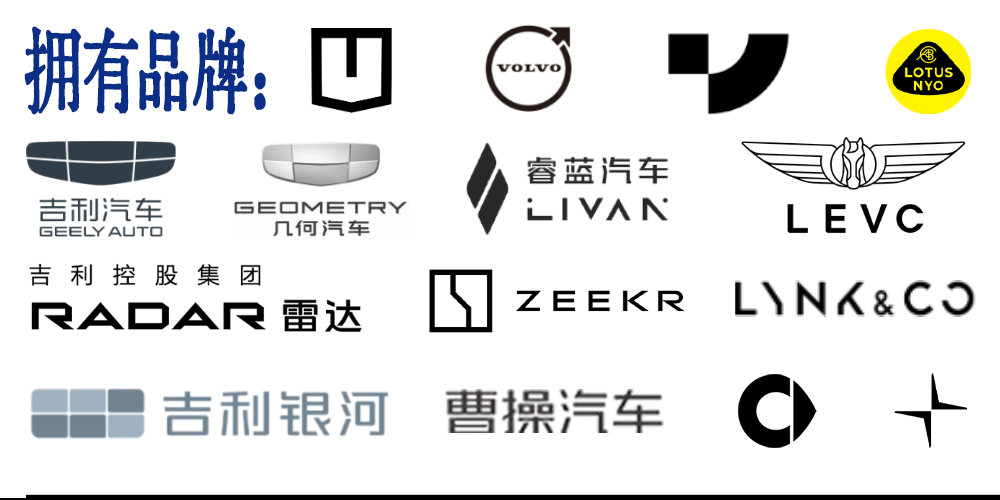 拥有品牌：
VOLVO
LOTUS
NYO
吉利汽车
GEELY AUTO
GEOMETRY
几何汽车
睿蓝汽车
LIVAN
LEVC
吉利控股集团
RADAR 雷达
ZEEKR
LYNK&CO
吉利银河
曹操汽车